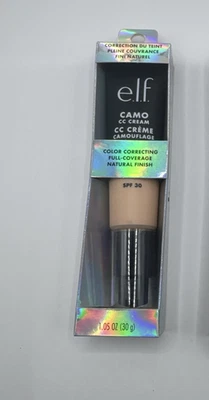 CORRECTION DU TEINT
PLEINE COUVRANCE
FINI NATUREL
e.l.f.
CAMO
CC CREAM
CC CRÈME
CAMOUFLAGE
COLOR CORRECTING
FULL-COVERAGE
NATURAL FINISH
SPF 30
1.05 OZ (30 g)